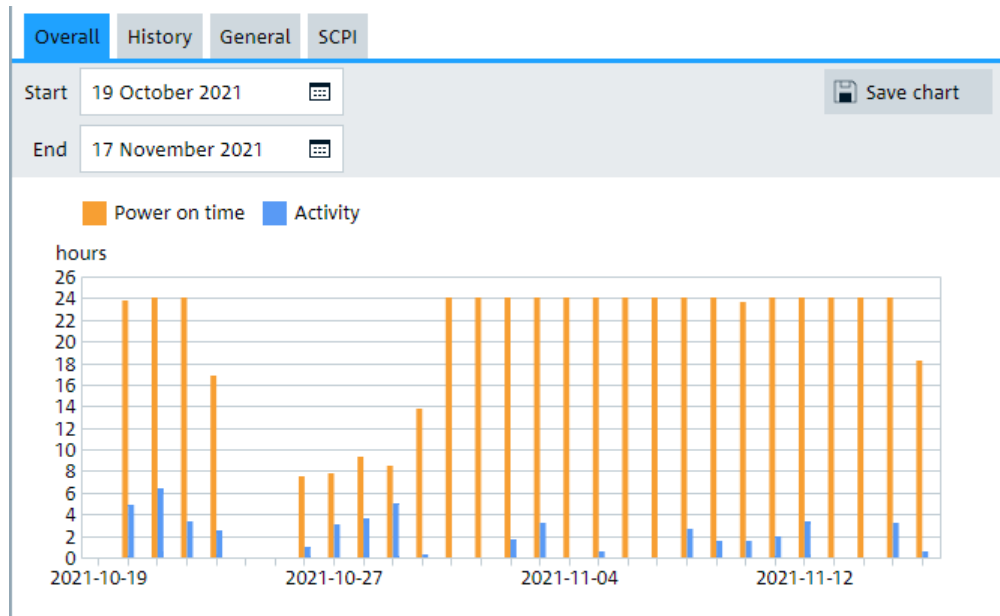 Overall History General SCPI
Start 19 October 2021 Save chart
End 17 November 2021
Power on time Activity
hours
26
24
22
20
18
16
14
12
10
8
6
4
2
0
2021-10-19 2021-10-27 2021-11-04 2021-11-12